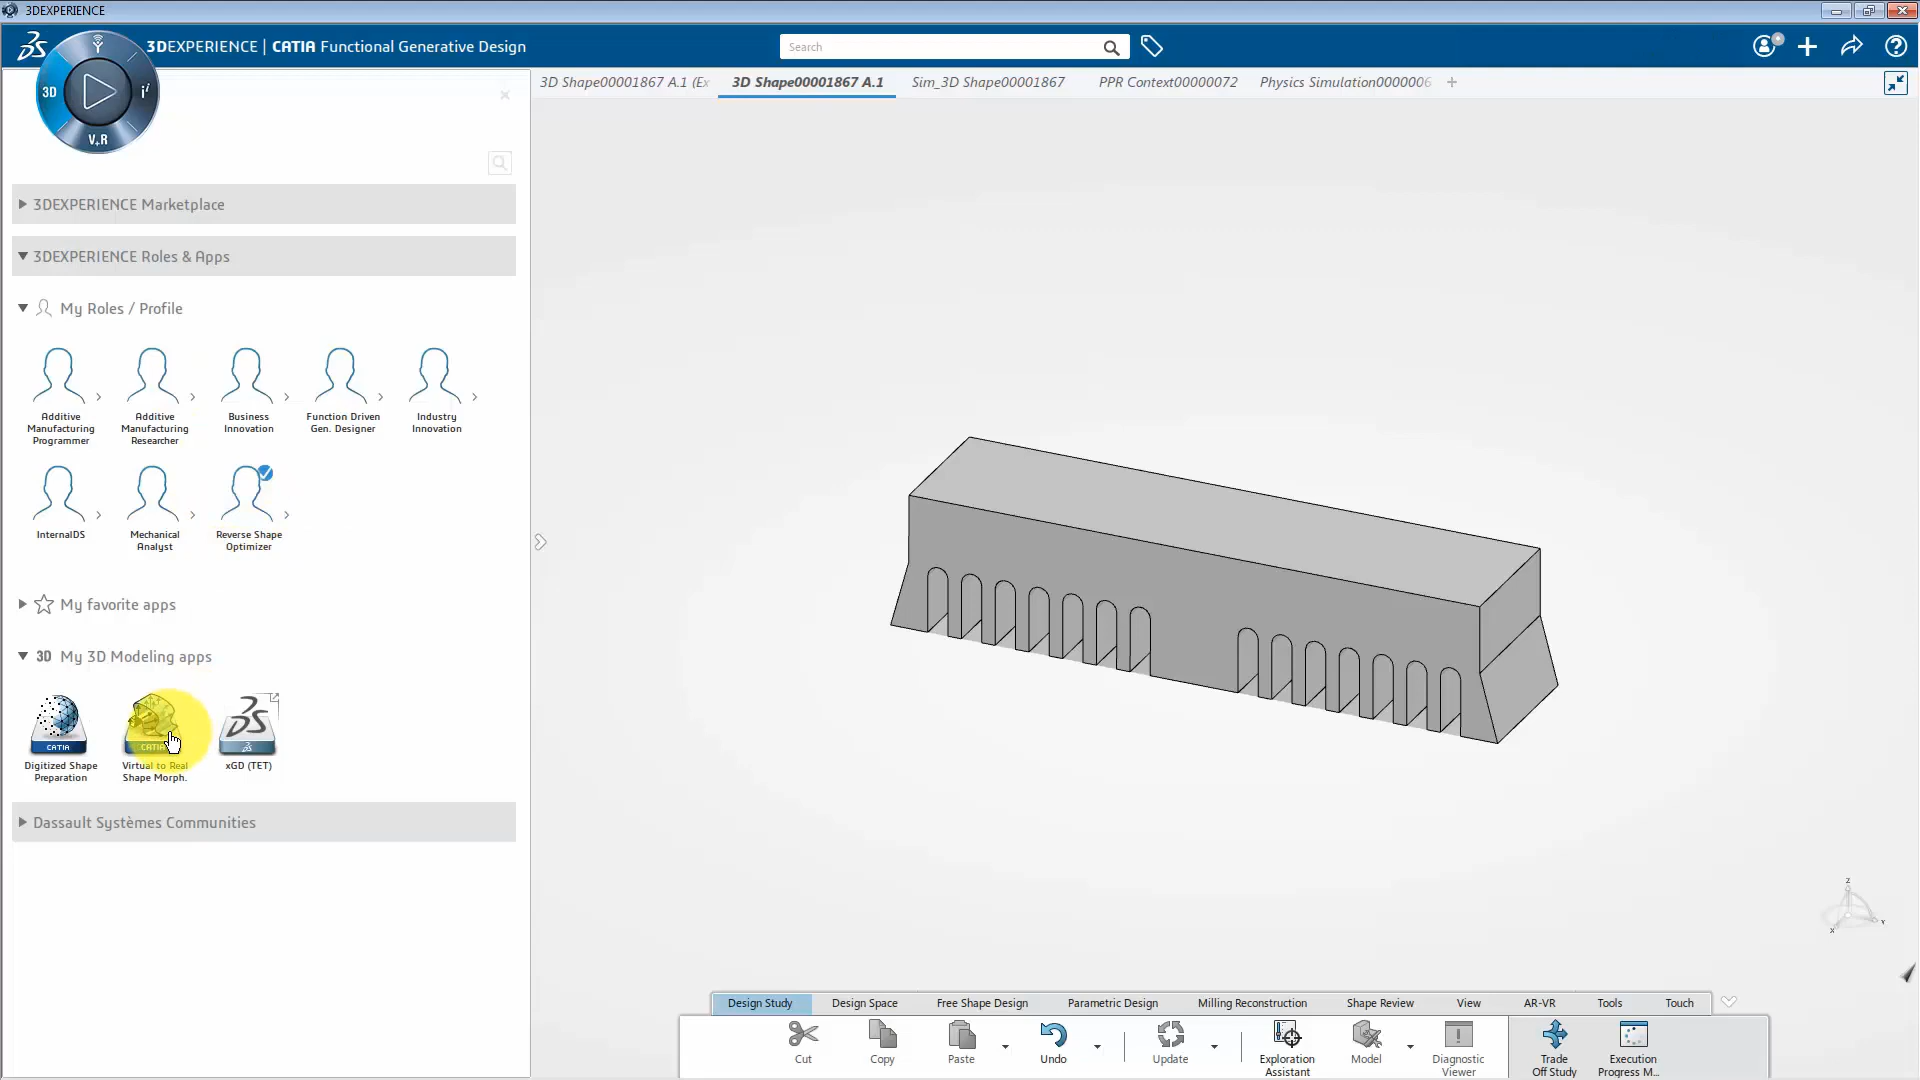 3DEXPERIENCE
3DEXPERIENCE | CATIA Functional Generative Design
Search
3D
V+R
3D Shape00001867 A.1 (Ex
3D Shape00001867 A.1
Sim_3D Shape00001867
PPR Context00000072
Physics Simulation0000006
3DEXPERIENCE Marketplace
3DEXPERIENCE Roles & Apps
My Roles / Profile
Additive Manufacturing Programmer
Additive Manufacturing Researcher
Business Innovation
Function Driven Gen. Designer
Industry Innovation
InternalDS
Mechanical Analyst
Reverse Shape Optimizer
My favorite apps
3D My 3D Modeling apps
CATIA
CATIA
Digitized Shape Preparation
Virtual to Real Shape Morph.
xGD (TET)
Dassault Systèmes Communities
Z
Y
X
Design Study
Design Space
Free Shape Design
Parametric Design
Milling Reconstruction
Shape Review
View
AR-VR
Tools
Touch
Cut
Copy
Paste
Undo
Update
Exploration Assistant
Model
Diagnostic Viewer
Trade Off Study
Execution Progress M...